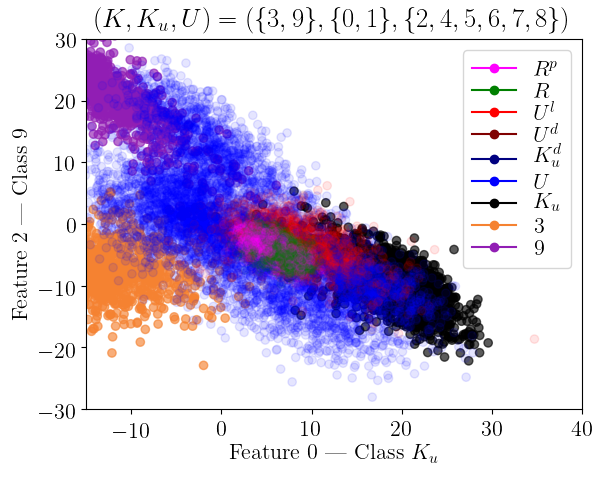 (K, K_u, U) = ({3, 9}, {0, 1}, {2, 4, 5, 6, 7, 8})
30
20
10
0
−10
−20
−30
Feature 2 — Class 9
R^p
R
U^l
U^d
K_u^d
U
K_u
3
9
−10
0
10
20
30
40
Feature 0 — Class K_u